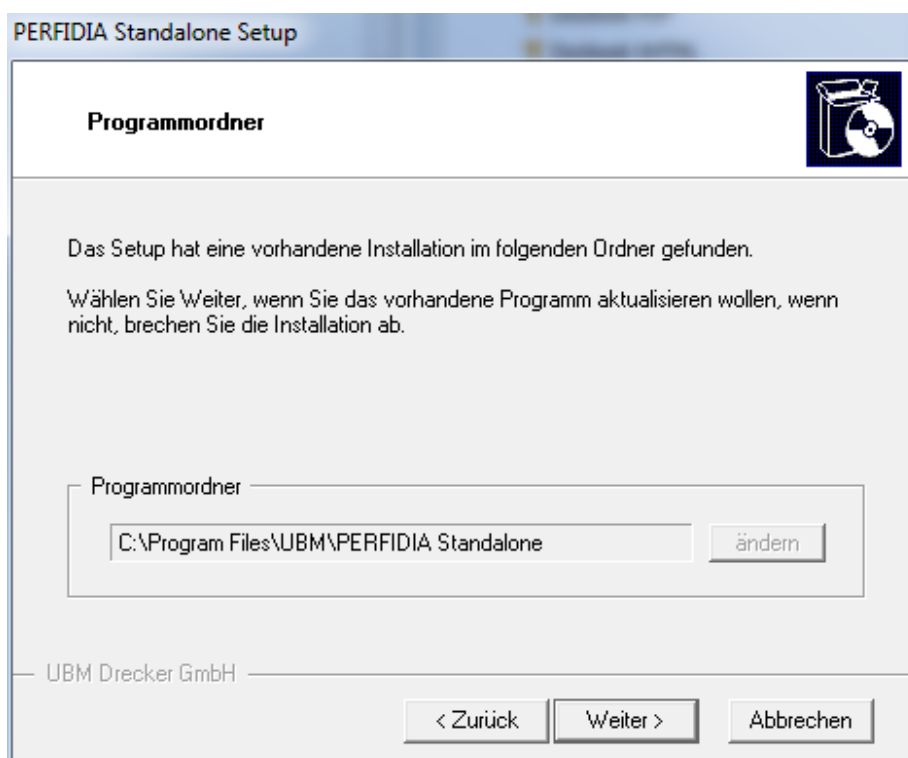 PERFIDIA Standalone Setup
Programmordner
Das Setup hat eine vorhandene Installation im folgenden Ordner gefunden.
Wählen Sie Weiter, wenn Sie das vorhandene Programm aktualisieren wollen, wenn
nicht, brechen Sie die Installation ab.
Programmordner
C:\Program Files\UBM\PERFIDIA Standalone
ändern
UBM Drecker GmbH
< Zurück
Weiter >
Abbrechen